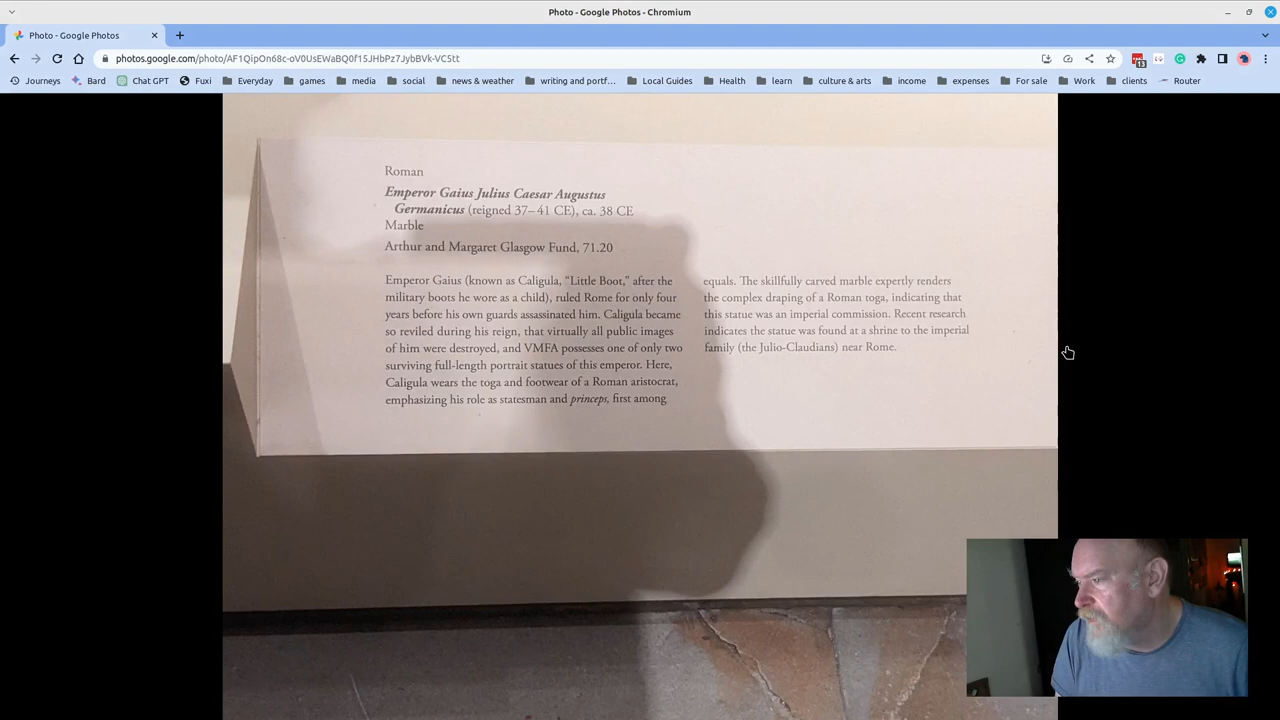 Photo - Google Photos - Chromium
Photo - Google Photos
photos.google.com/photo/AF1QipOn68c-oV0UsEWaBQ0f15JHbPz7JybBVk-VC5tt
13
Journeys Bard Chat GPT Fuxi Everyday games media social news & weather writing and portf... Local Guides Health learn culture & arts income expenses For sale Work clients Router
Roman
Emperor Gaius Julius Caesar Augustus
Germanicus (reigned 37–41 CE), ca. 38 CE
Marble
Arthur and Margaret Glasgow Fund, 71.20
Emperor Gaius (known as Caligula, “Little Boot,” after the
military boots he wore as a child), ruled Rome for only four
years before his own guards assassinated him. Caligula became
so reviled during his reign, that virtually all public images
of him were destroyed, and VMFA possesses one of only two
surviving full-length portrait statues of this emperor. Here,
Caligula wears the toga and footwear of a Roman aristocrat,
emphasizing his role as statesman and princeps, first among
equals. The skillfully carved marble expertly renders
the complex draping of a Roman toga, indicating that
this statue was an imperial commission. Recent research
indicates the statue was found at a shrine to the imperial
family (the Julio-Claudians) near Rome.